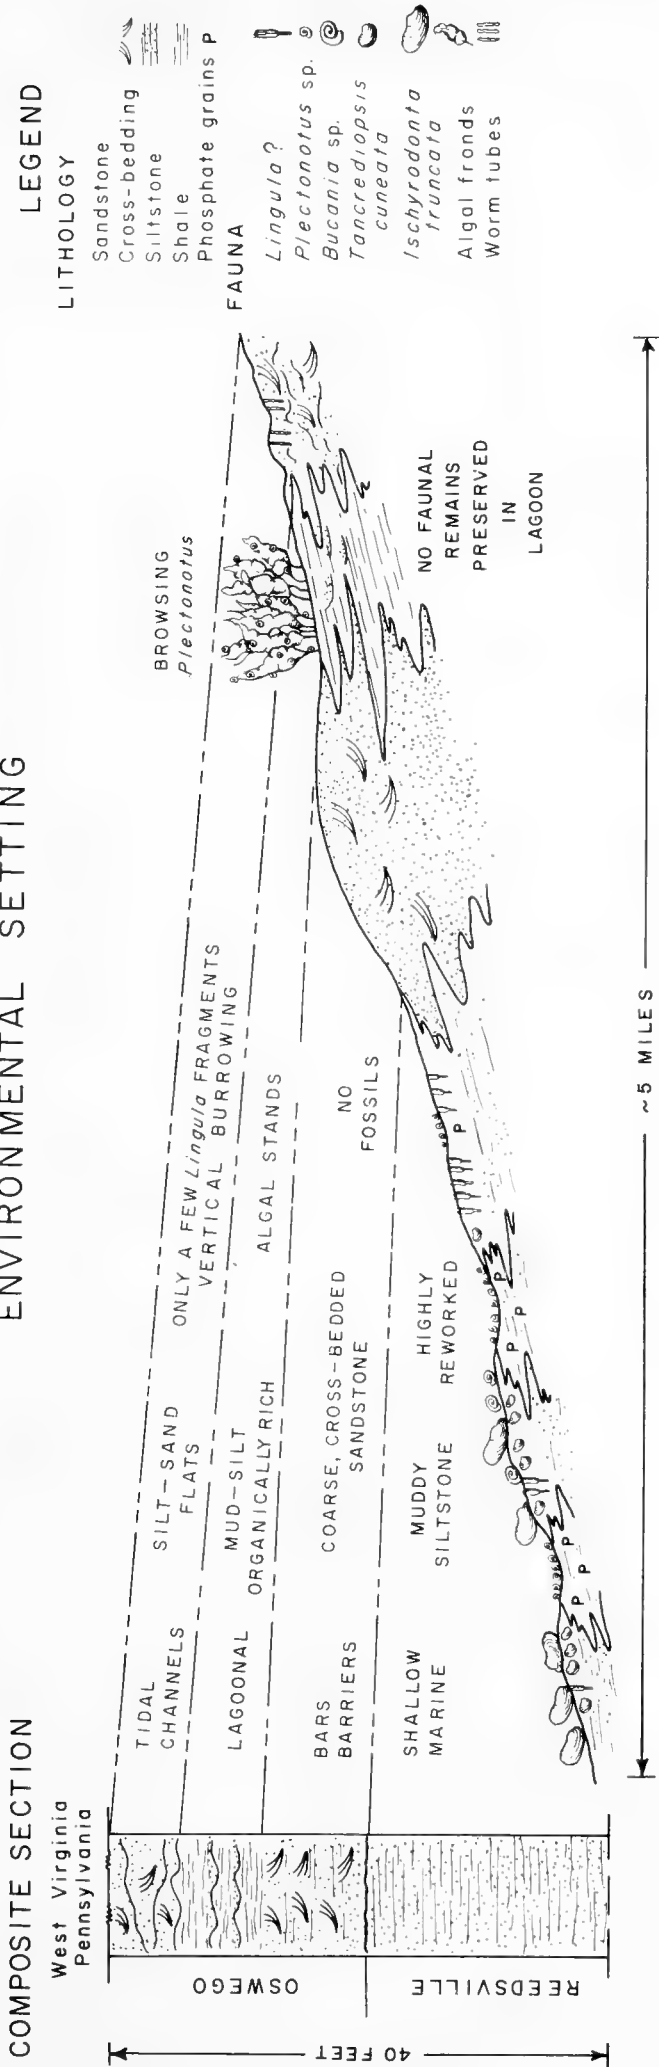 COMPOSITE SECTION
West Virginia
Pennsylvania
OSWEGO
REEDSVILLE
40 FEET
ENVIRONMENTAL SETTING
TIDAL
CHANNELS
SILT-SAND
FLATS
ONLY A FEW Lingula FRAGMENTS
VERTICAL BURROWING
LAGOONAL
MUD-SILT
ORGANICALLY RICH
ALGAL STANDS
BROWSING
Plectonotus
BARS
BARRIERS
COARSE, CROSS-BEDDED
SANDSTONE
NO
FOSSILS
SHALLOW
MARINE
MUDDY
SILTSTONE
HIGHLY
REWORKED
NO FAUNAL
REMAINS
PRESERVED
IN
LAGOON
P
P
P
P
P
P
P
P
~5 MILES
LEGEND
LITHOLOGY
Sandstone
Cross-bedding
Siltstone
Shale
Phosphate grains P
FAUNA
Lingula?
Plectonotus sp.
Bucania sp.
Tancrediopsis
cuneata
Ischyrodonta
truncata
Algal fronds
Worm tubes